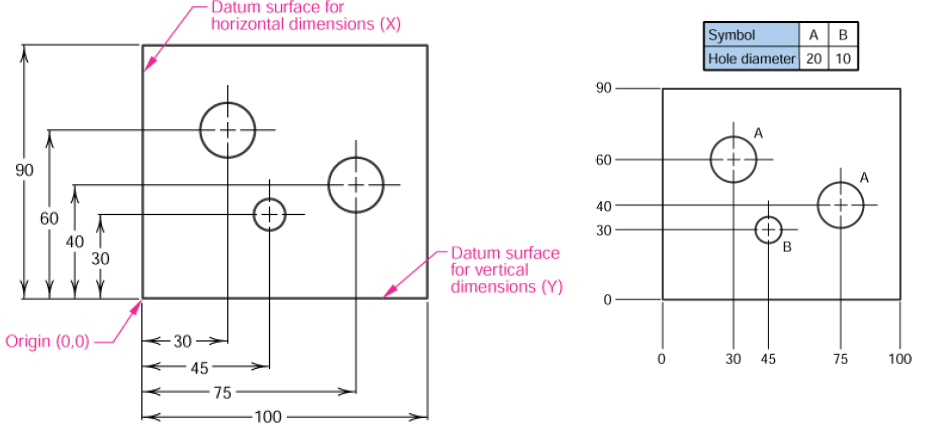 Datum surface for
horizontal dimensions (X)
90
60
40
30
Datum surface
for vertical
dimensions (Y)
Origin (0,0)
30
45
75
100
Symbol A B
Hole diameter 20 10
90
A
60
A
40
30
B
0
0 30 45 75 100